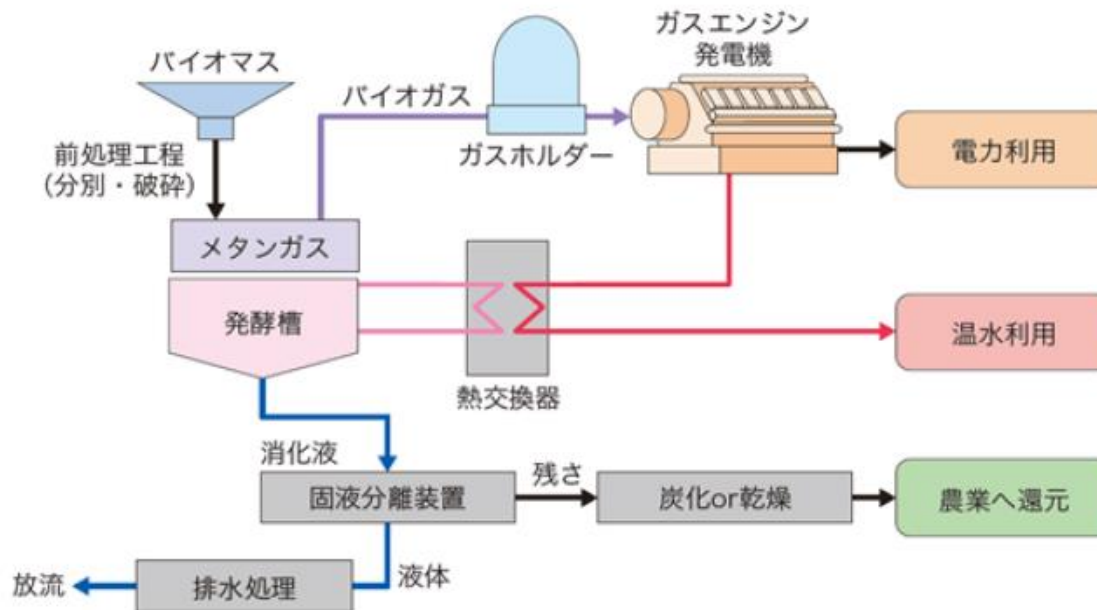 バイオマス
前処理工程
（分別・破砕）
メタンガス
発酵槽
バイオガス
ガスホルダー
ガスエンジン
発電機
電力利用
熱交換器
温水利用
消化液
固液分離装置
残さ
炭化or乾燥
農業へ還元
液体
排水処理
放流